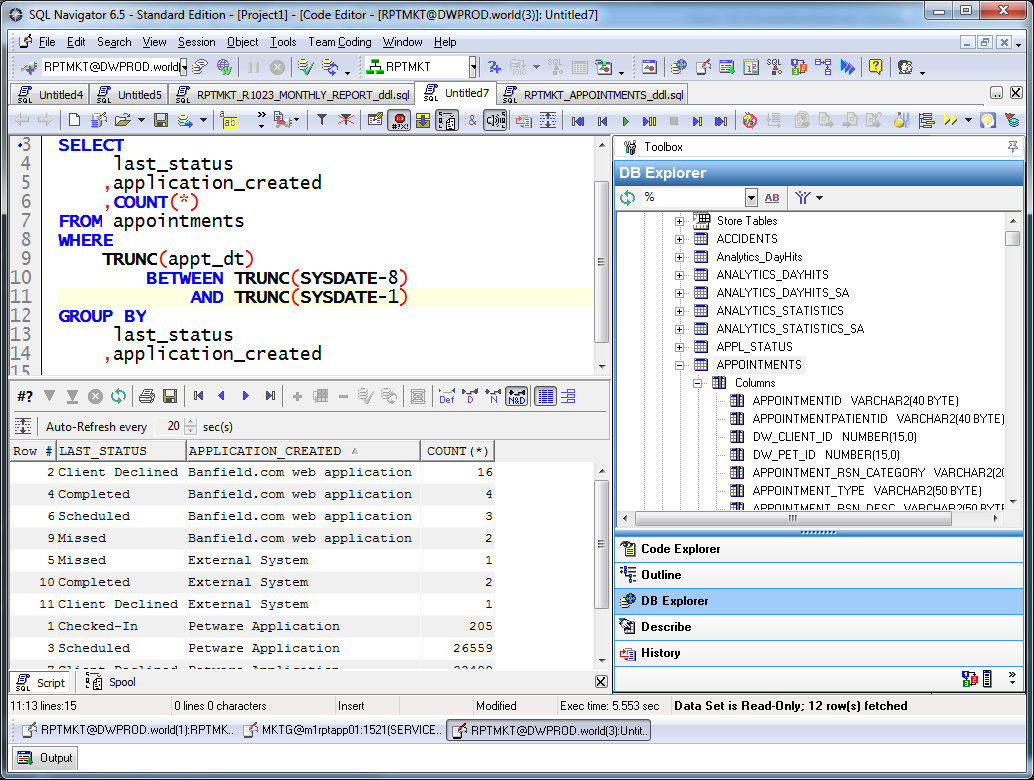 SQL Navigator 6.5 - Standard Edition - [Project1] - [Code Editor - [RPTMKT@DWPROD.world(3)]: Untitled7]
File Edit Search View Session Object Tools Team Coding Window Help
RPTMKT@DWPROD.world( RPTMKT
Untitled4 Untitled5 RPTMKT_R1023_MONTHLY_REPORT_ddl.sql Untitled7 RPTMKT_APPOINTMENTS_ddl.sql
3 SELECT
4 last_status
5 ,application_created
6 ,COUNT(*)
7 FROM appointments
8 WHERE
9 TRUNC(appt_dt)
10 BETWEEN TRUNC(SYSDATE-8)
11 AND TRUNC(SYSDATE-1)
12 GROUP BY
13 last_status
14 ,application_created
15
#? Def D N N&D
Auto-Refresh every 20 sec(s)
Row # LAST_STATUS APPLICATION_CREATED COUNT(*)
2 Client Declined Banfield.com web application 16
4 Completed Banfield.com web application 4
6 Scheduled Banfield.com web application 3
9 Missed Banfield.com web application 2
5 Missed External System 1
10 Completed External System 2
11 Client Declined External System 1
1 Checked-In Petware Application 205
3 Scheduled Petware Application 26559
7 Client Declined Petware Application
Script Spool
Toolbox
DB Explorer
% AB
Store Tables
ACCIDENTS
Analytics_DayHits
ANALYTICS_DAYHITS
ANALYTICS_DAYHITS_SA
ANALYTICS_STATISTICS
ANALYTICS_STATISTICS_SA
APPL_STATUS
APPOINTMENTS
Columns
APPOINTMENTID VARCHAR2(40 BYTE)
APPOINTMENTPATIENTID VARCHAR2(40 BYTE)
DW_CLIENT_ID NUMBER(15,0)
DW_PET_ID NUMBER(15,0)
APPOINTMENT_RSN_CATEGORY VARCHAR2(20
APPOINTMENT_TYPE VARCHAR2(50 BYTE)
APPOINTMENT_RSN_DESC VARCHAR2(50 BYTE)
Code Explorer
Outline
DB Explorer
Describe
History
11:13 lines:15 0 lines 0 characters Insert Modified Exec time: 5.553 sec Data Set is Read-Only; 12 row(s) fetched
RPTMKT@DWPROD.world(1):RPTMK... MKTG@m1rptapp01:1521(SERVICE... RPTMKT@DWPROD.world(3):Untit...
Output